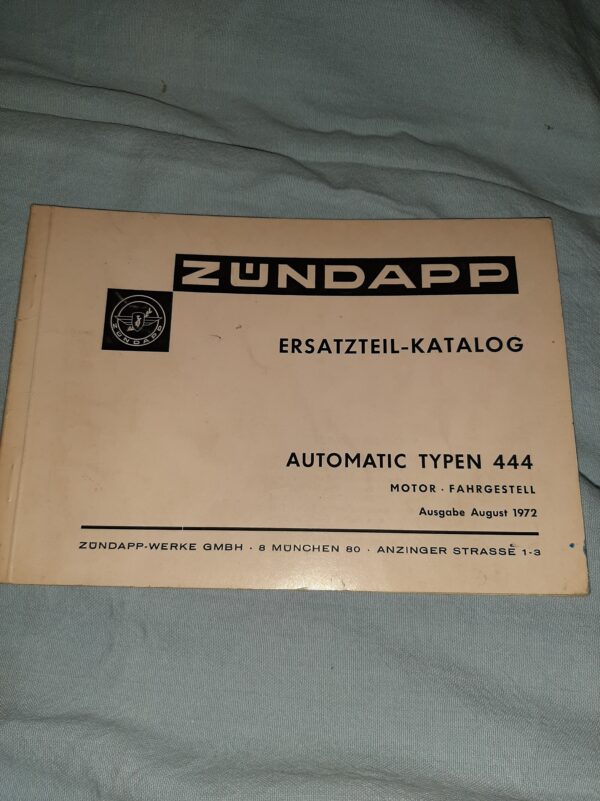 ZÜNDAPP
ZÜNDAPP
ERSATZTEIL-KATALOG
AUTOMATIC TYPEN 444
MOTOR · FAHRGESTELL
Ausgabe August 1972
ZÜNDAPP-WERKE GMBH · 8 MÜNCHEN 80 · ANZINGER STRASSE 1-3